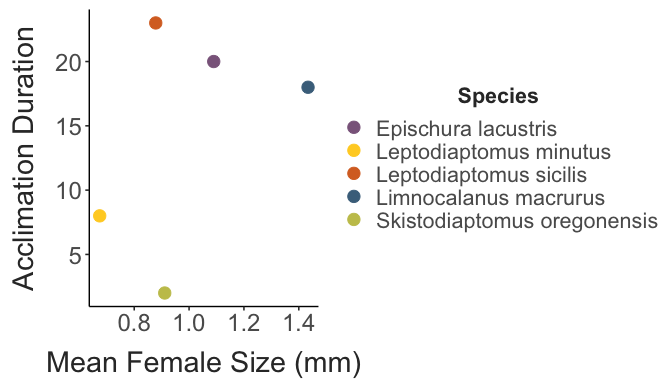 Acclimation Duration
20
15
10
5
0.8 1.0 1.2 1.4
Mean Female Size (mm)
Species
Epischura lacustris
Leptodiaptomus minutus
Leptodiaptomus sicilis
Limnocalanus macrurus
Skistodiaptomus oregonensis